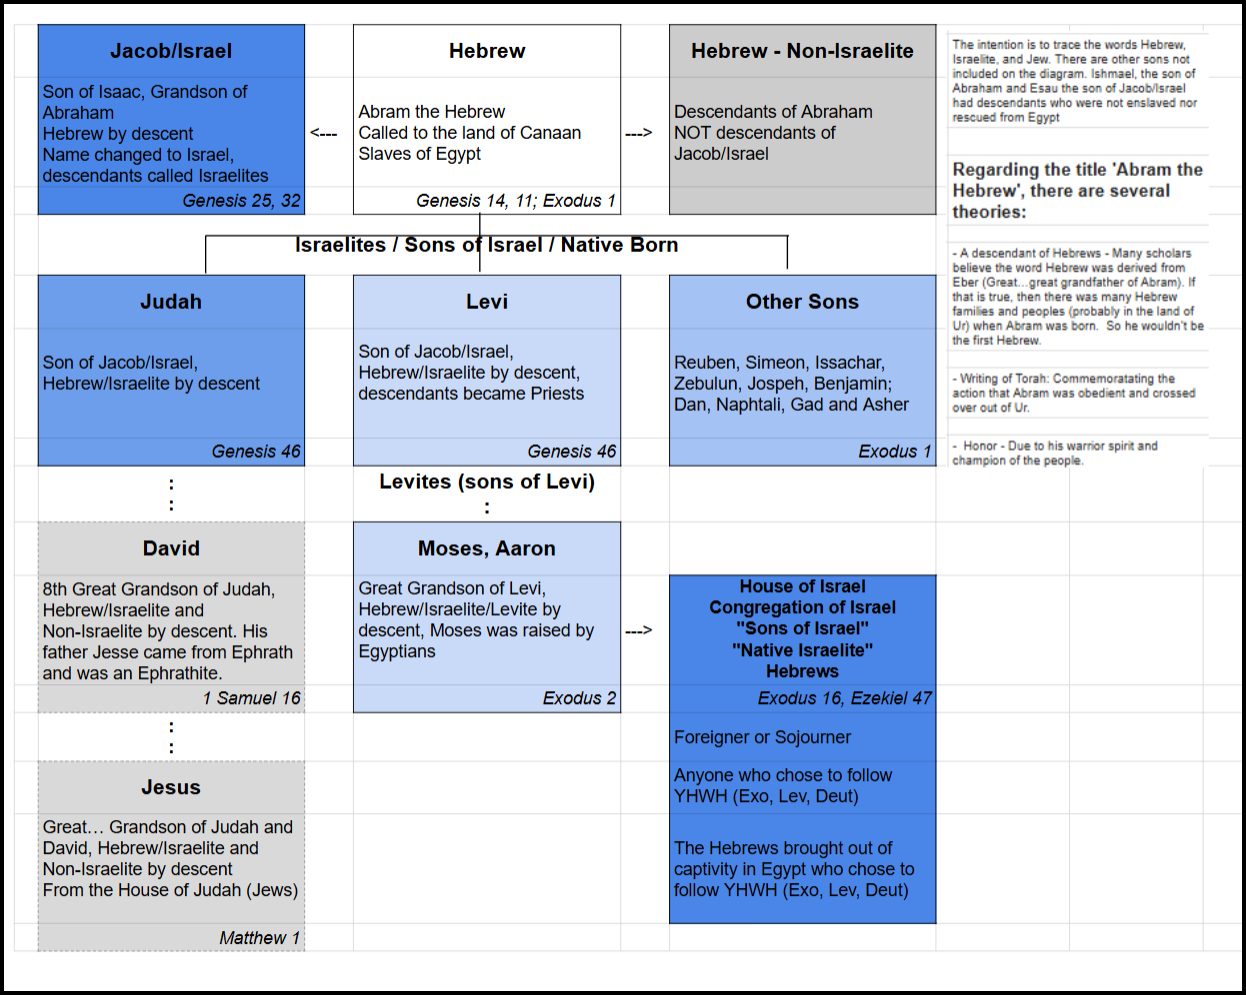 Jacob/Israel
Son of Isaac, Grandson of
Abraham
Hebrew by descent
Name changed to Israel,
descendants called Israelites
Genesis 25, 32
<---
Hebrew
Abram the Hebrew
Called to the land of Canaan
Slaves of Egypt
Genesis 14, 11; Exodus 1
--->
Hebrew - Non-Israelite
Descendants of Abraham
NOT descendants of
Jacob/Israel
The intention is to trace the words Hebrew,
Israelite, and Jew. There are other sons not
included on the diagram. Ishmael, the son of
Abraham and Esau the son of Jacob/Israel
had descendants who were not enslaved nor
rescued from Egypt
Regarding the title 'Abram the
Hebrew', there are several
theories:
- A descendant of Hebrews - Many scholars
believe the word Hebrew was derived from
Eber (Great...great grandfather of Abram). If
that is true, then there was many Hebrew
families and peoples (probably in the land of
Ur) when Abram was born.  So he wouldn't be
the first Hebrew.
- Writing of Torah: Commemoratating the
action that Abram was obedient and crossed
over out of Ur.
-  Honor - Due to his warrior spirit and
champion of the people.
Israelites / Sons of Israel / Native Born
Judah
Son of Jacob/Israel,
Hebrew/Israelite by descent
Genesis 46
Levi
Son of Jacob/Israel,
Hebrew/Israelite by descent,
descendants became Priests
Genesis 46
Other Sons
Reuben, Simeon, Issachar,
Zebulun, Jospeh, Benjamin;
Dan, Naphtali, Gad and Asher
Exodus 1
:
:
Levites (sons of Levi)
:
David
8th Great Grandson of Judah,
Hebrew/Israelite and
Non-Israelite by descent. His
father Jesse came from Ephrath
and was an Ephrathite.
1 Samuel 16
Moses, Aaron
Great Grandson of Levi,
Hebrew/Israelite/Levite by
descent, Moses was raised by
Egyptians
Exodus 2
--->
House of Israel
Congregation of Israel
"Sons of Israel"
"Native Israelite"
Hebrews
Exodus 16, Ezekiel 47
Foreigner or Sojourner
Anyone who chose to follow
YHWH (Exo, Lev, Deut)
The Hebrews brought out of
captivity in Egypt who chose to
follow YHWH (Exo, Lev, Deut)
:
:
Jesus
Great... Grandson of Judah and
David, Hebrew/Israelite and
Non-Israelite by descent
From the House of Judah (Jews)
Matthew 1